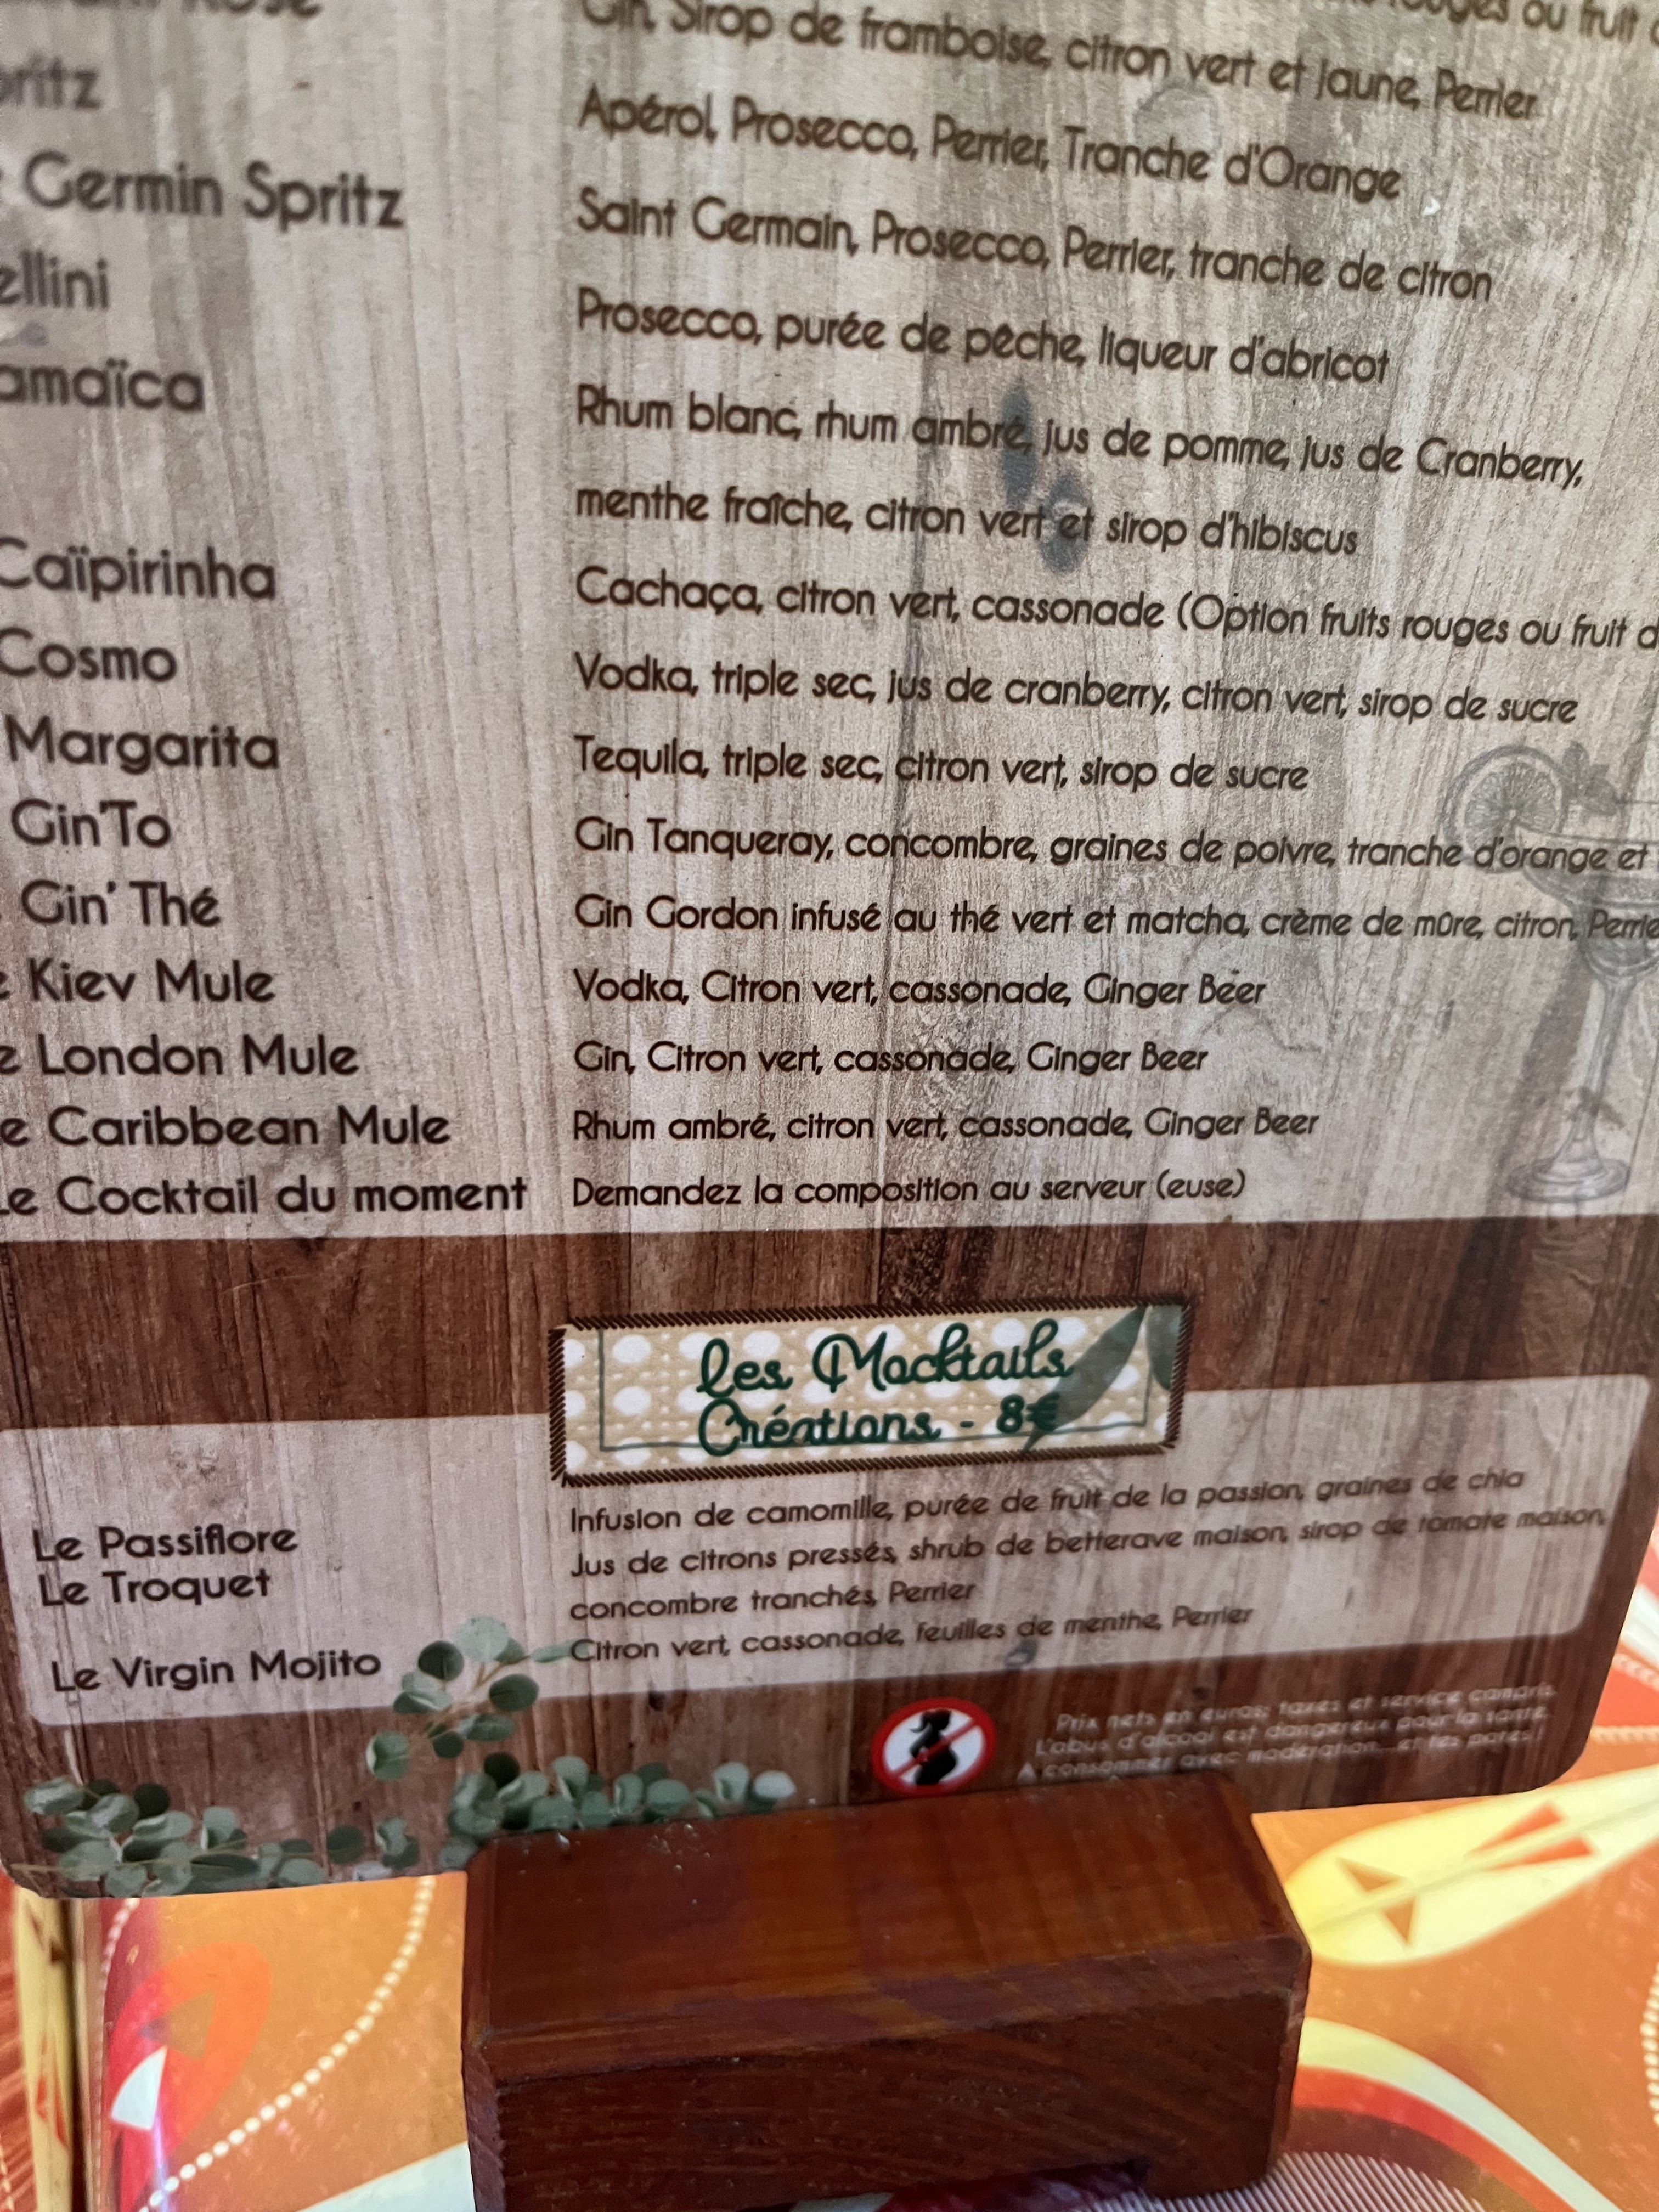 Rosé
rouges ou fruit
Gin, Sirop de framboise, citron vert et jaune, Perrier
pritz
Apérol, Prosecco, Perrier, Tranche d'Orange
Germin Spritz
Saint Germain, Prosecco, Perrier, tranche de citron
ellini
Prosecco, purée de pêche, liqueur d'abricot
amaïca
Rhum blanc, rhum ambré, jus de pomme, jus de Cranberry,
menthe fraîche, citron vert et sirop d'hibiscus
Caïpirinha
Cachaça, citron vert, cassonade (Option fruits rouges ou fruit d
Cosmo
Vodka, triple sec, jus de cranberry, citron vert, sirop de sucre
Margarita
Tequila, triple sec, citron vert, sirop de sucre
Gin'To
Gin Tanqueray, concombre, graines de poivre, tranche d'orange et
Gin' Thé
Gin Gordon infusé au thé vert et matcha, crème de mûre, citron, Perrie
e Kiev Mule
Vodka, Citron vert, cassonade, Ginger Beer
e London Mule
Gin, Citron vert, cassonade, Ginger Beer
e Caribbean Mule
Rhum ambré, citron vert, cassonade, Ginger Beer
Le Cocktail du moment
Demandez la composition au serveur (euse)
Les Mocktails
Créations - 8€
Le Passiflore
Infusion de camomille, purée de fruit de la passion, graines de chia
Le Troquet
Jus de citrons pressés, shrub de betterave maison, sirop de tomate maison,
concombre tranchés, Perrier
Le Virgin Mojito
Citron vert, cassonade, feuilles de menthe, Perrier
Prix nets en euros, taxes et service compris.
L'abus d'alcool est dangereux pour la santé.
A consommer avec modération... et tes potes !